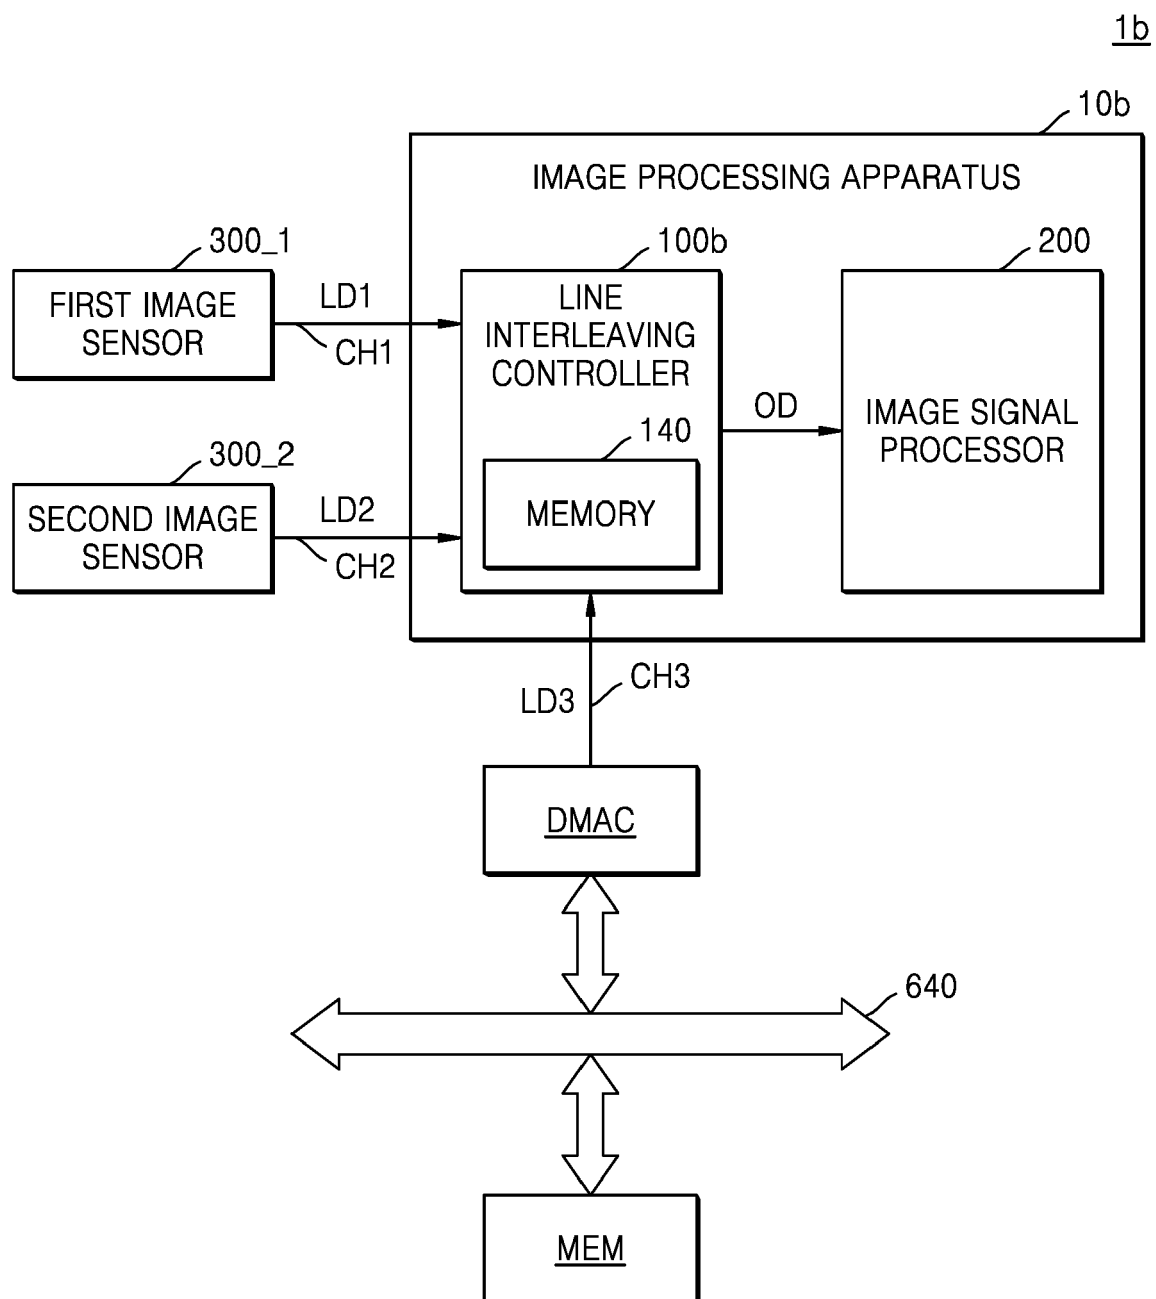 1b
10b
IMAGE PROCESSING APPARATUS
300_1
100b
200
FIRST IMAGE
SENSOR
LD1
CH1
LINE
INTERLEAVING
CONTROLLER
OD
IMAGE SIGNAL
PROCESSOR
300_2
140
SECOND IMAGE
SENSOR
LD2
CH2
MEMORY
LD3
CH3
DMAC
640
MEM